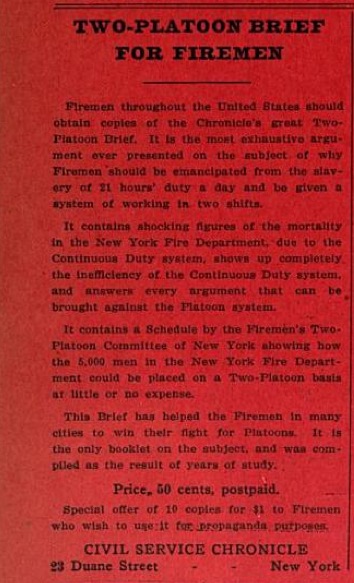 TWO-PLATOON BRIEF
FOR FIREMEN
Firemen throughout the United States should
obtain copies of the Chronicle's great Two-
Platoon Brief. It is the most exhaustive argu-
ment ever presented on the subject of why
Firemen should be emancipated from the slav-
ery of 21 hours' duty a day and be given a
system of working in two shifts.
It contains shocking figures of the mortality
in the New York Fire Department, due to the
Continuous Duty system, shows up completely
the inefficiency of the Continuous Duty system,
and answers every argument that can be
brought against the Platoon system.
It contains a Schedule by the Firemen's Two-
Platoon Committee of New York showing how
the 5,000 men in the New York Fire Depart-
ment could be placed on a Two-Platoon basis
at little or no expense.
This Brief has helped the Firemen in many
cities to win their fight for Platoons. It is
the only booklet on the subject, and was com-
piled as the result of years of study.
Price, 50 cents, postpaid.
Special offer of 10 copies for $1 to Firemen
who wish to use it for propaganda purposes.
CIVIL SERVICE CHRONICLE
23 Duane Street - - New York